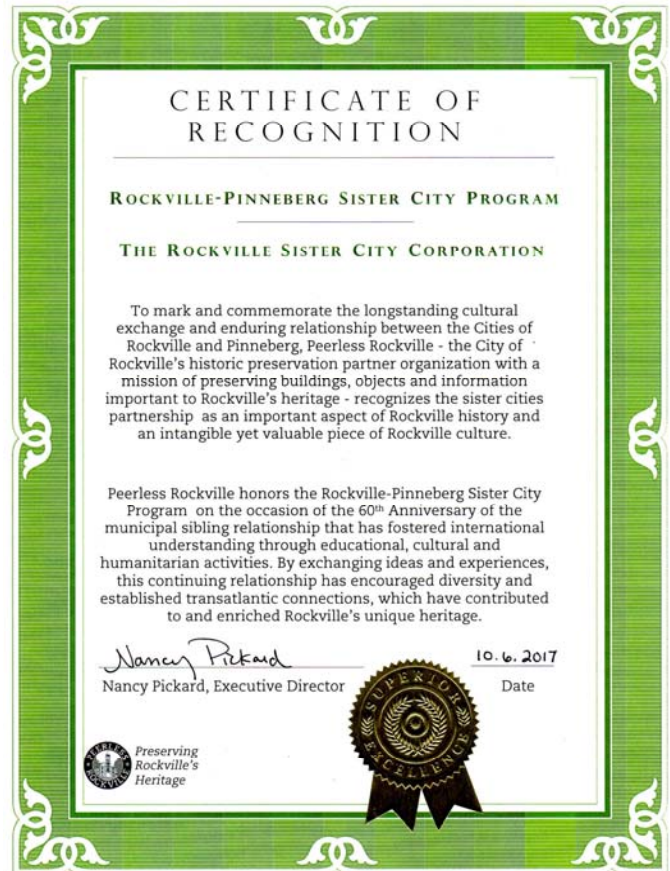 CERTIFICATE OF
RECOGNITION
ROCKVILLE-PINNEBERG SISTER CITY PROGRAM
THE ROCKVILLE SISTER CITY CORPORATION
To mark and commemorate the longstanding cultural
exchange and enduring relationship between the Cities of
Rockville and Pinneberg, Peerless Rockville - the City of
Rockville's historic preservation partner organization with a
mission of preserving buildings, objects and information
important to Rockville's heritage - recognizes the sister cities
partnership as an important aspect of Rockville history and
an intangible yet valuable piece of Rockville culture.
Peerless Rockville honors the Rockville-Pinneberg Sister City
Program on the occasion of the 60th Anniversary of the
municipal sibling relationship that has fostered international
understanding through educational, cultural and
humanitarian activities. By exchanging ideas and experiences,
this continuing relationship has encouraged diversity and
established transatlantic connections, which have contributed
to and enriched Rockville's unique heritage.
Nancy Pickard
10.6.2017
Nancy Pickard, Executive Director
Date
SUPERIOR
EXCELLENCE
PEERLESS
ROCKVILLE
Preserving
Rockville's
Heritage